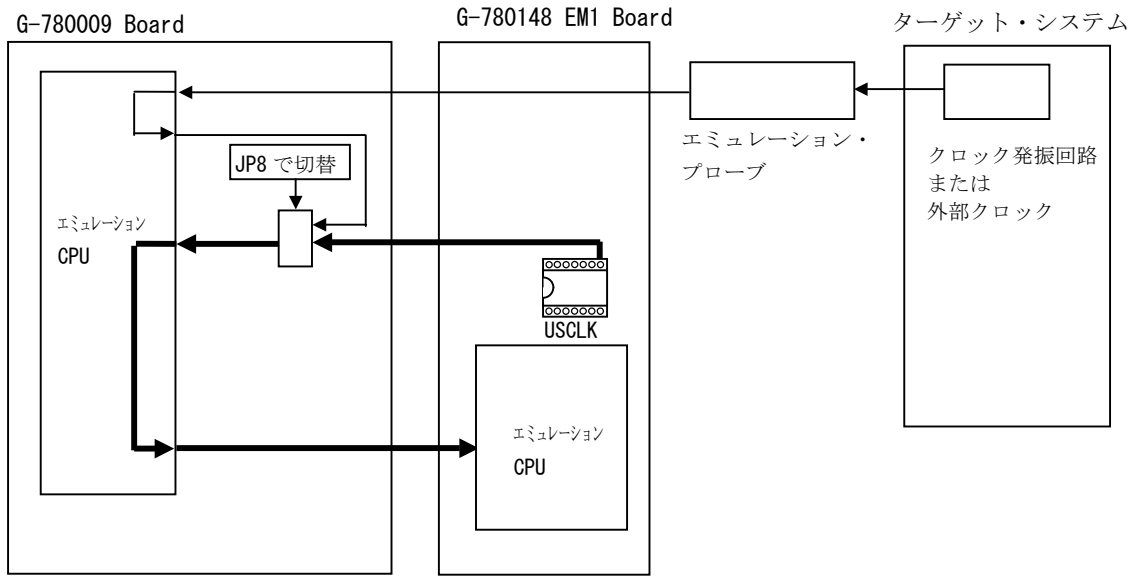 G-780009 Board
G-780148 EM1 Board
ターゲット・システム
JP8 で切替
エミュレーション・
プローブ
クロック発振回路
または
外部クロック
エミュレーション
CPU
USCLK
エミュレーション
CPU